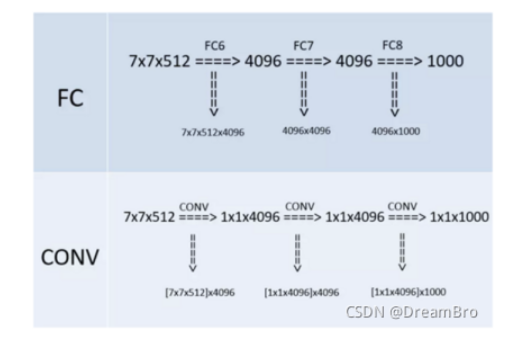 FC
FC6 FC7 FC8
7x7x512 ====> 4096 ====> 4096 ====> 1000
7x7x512x4096 4096x4096 4096x1000
CONV
CONV CONV CONV
7x7x512 ====> 1x1x4096 ====> 1x1x4096 ====> 1x1x1000
[7x7x512]x4096 [1x1x4096]x4096 [1x1x4096]x1000
CSDN @DreamBro